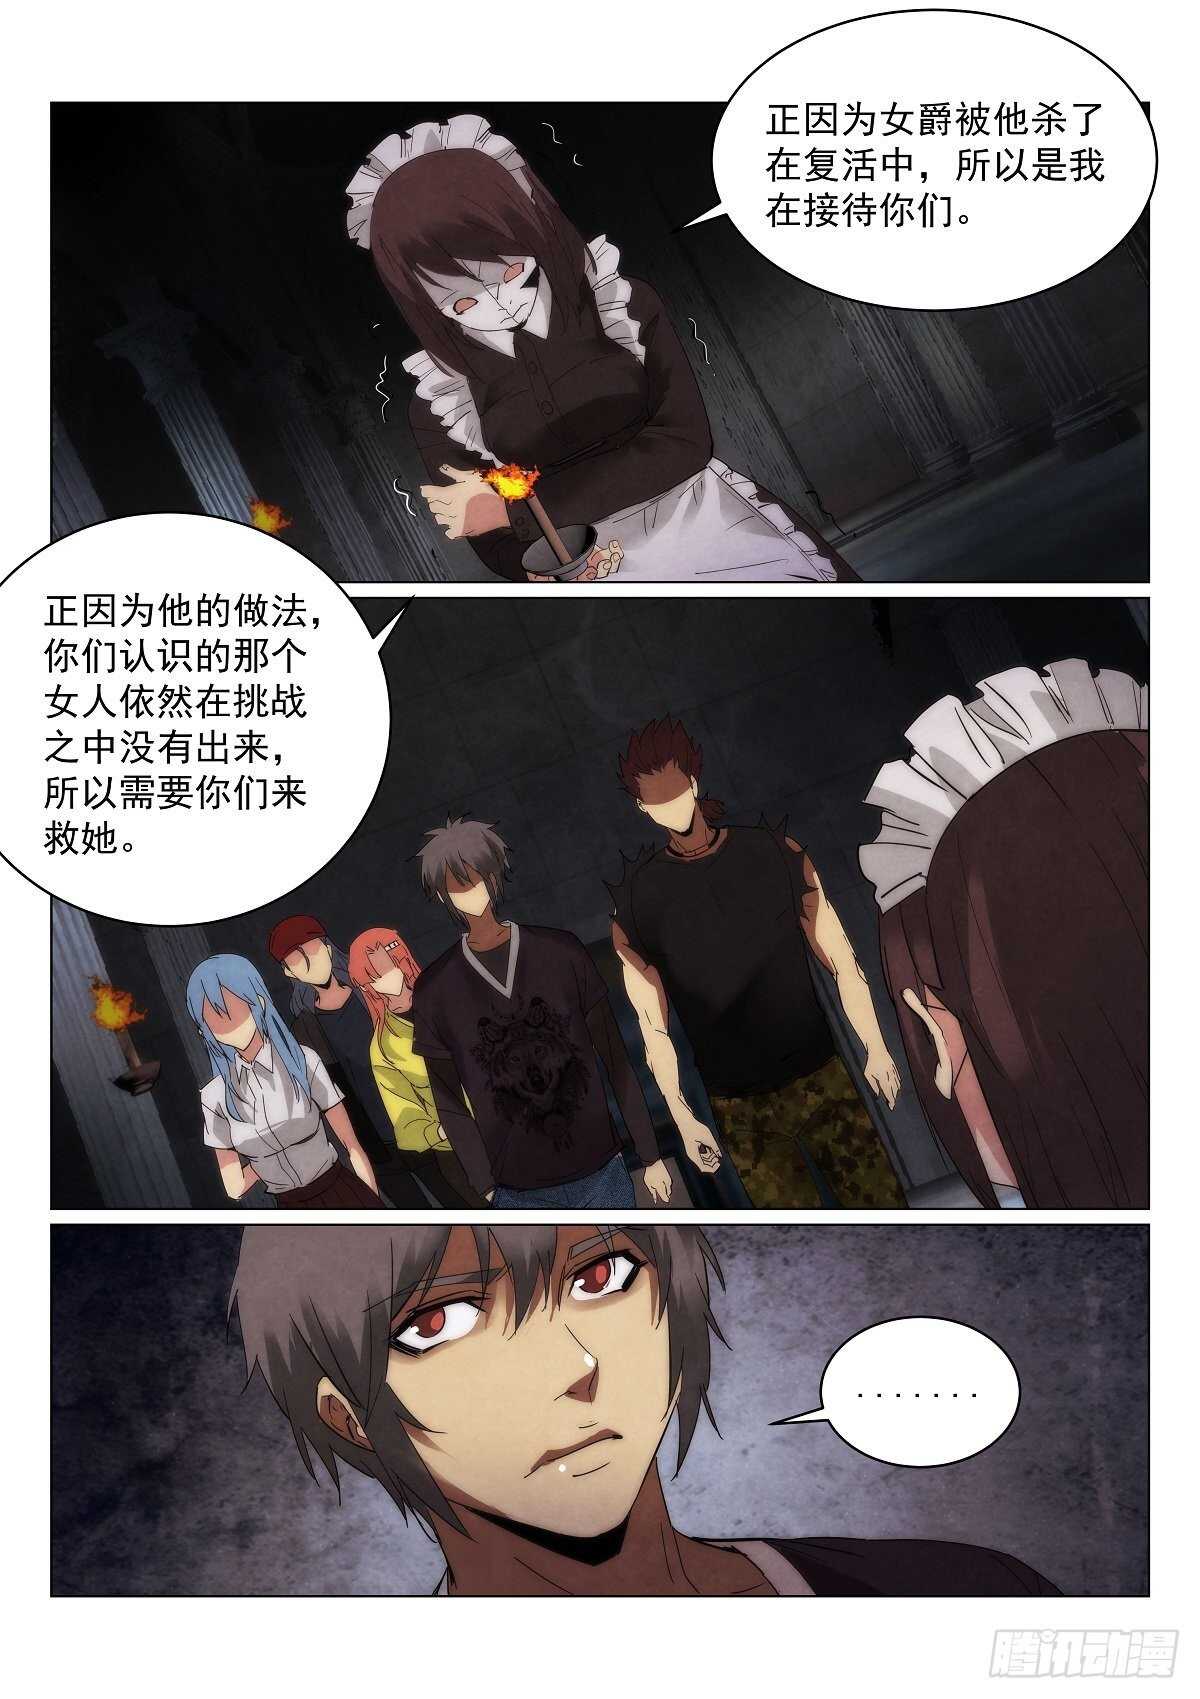 正因为女爵被他杀了
在复活中，所以是我
在接待你们。
正因为他的做法，
你们认识的那个
女人依然在挑战
之中没有出来，
所以需要你们来
救她。
.......
腾讯动漫